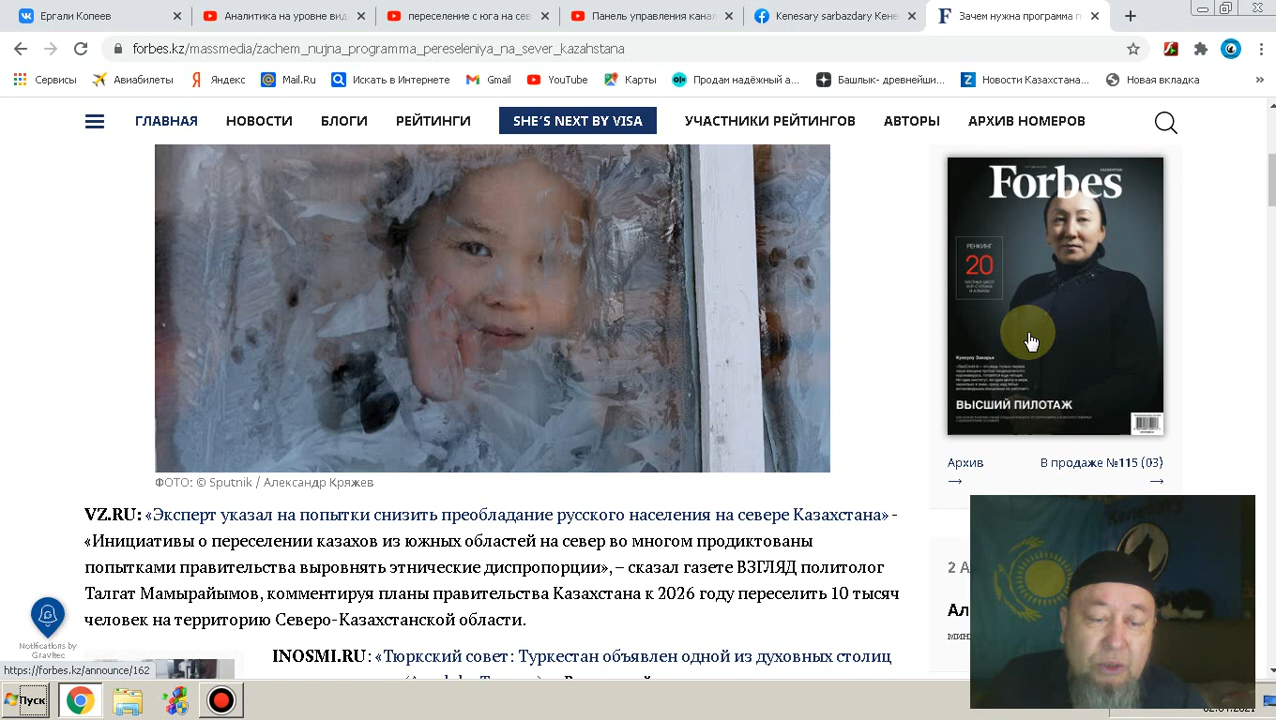 Ергали Копеев
Аналитика на уроне вид
переселение с юга на сев
Панель управления канал
Kenesary sarbazdary Кене
Зачем нужна программа п
forbes.kz/massmedia/zachem_nujna_programma_pereseleniya_na_sever_kazahstana
Сервисы
Авиабилеты
Яндекс
Mail.Ru
Искать в Интернете
Gmail
YouTube
Карты
Продам надёжный а...
Башлык- древнейши...
Новости Казахстана...
Новая вкладка
ГЛАВНАЯ
НОВОСТИ
БЛОГИ
РЕЙТИНГИ
SHE'S NEXT BY VISA
УЧАСТНИКИ РЕЙТИНГОВ
АВТОРЫ
АРХИВ НОМЕРОВ
Forbes
РЕНКИНГ
20
ВЫСШИЙ ПИЛОТАЖ
Архив
В продаже №115 (03)
ФОТО: © Sputnik / Александр Кряжев
VZ.RU: «Эксперт указал на попытки снизить преобладание русского населения на севере Казахстана» -
«Инициативы о переселении казахов из южных областей на север во многом продиктованы
попытками правительства выровнять этнические диспропорции», – сказал газете ВЗГЛЯД политолог
Талгат Мамырайымов, комментируя планы правительства Казахстана к 2026 году переселить 10 тысяч
человек на территорию Северо-Казахстанской области.
INOSMI.RU: «Тюркский совет: Туркестан объявлен одной из духовных столиц
2 А
Ал
Notifications by
Gravitec
https://forbes.kz/announce/162
Пуск